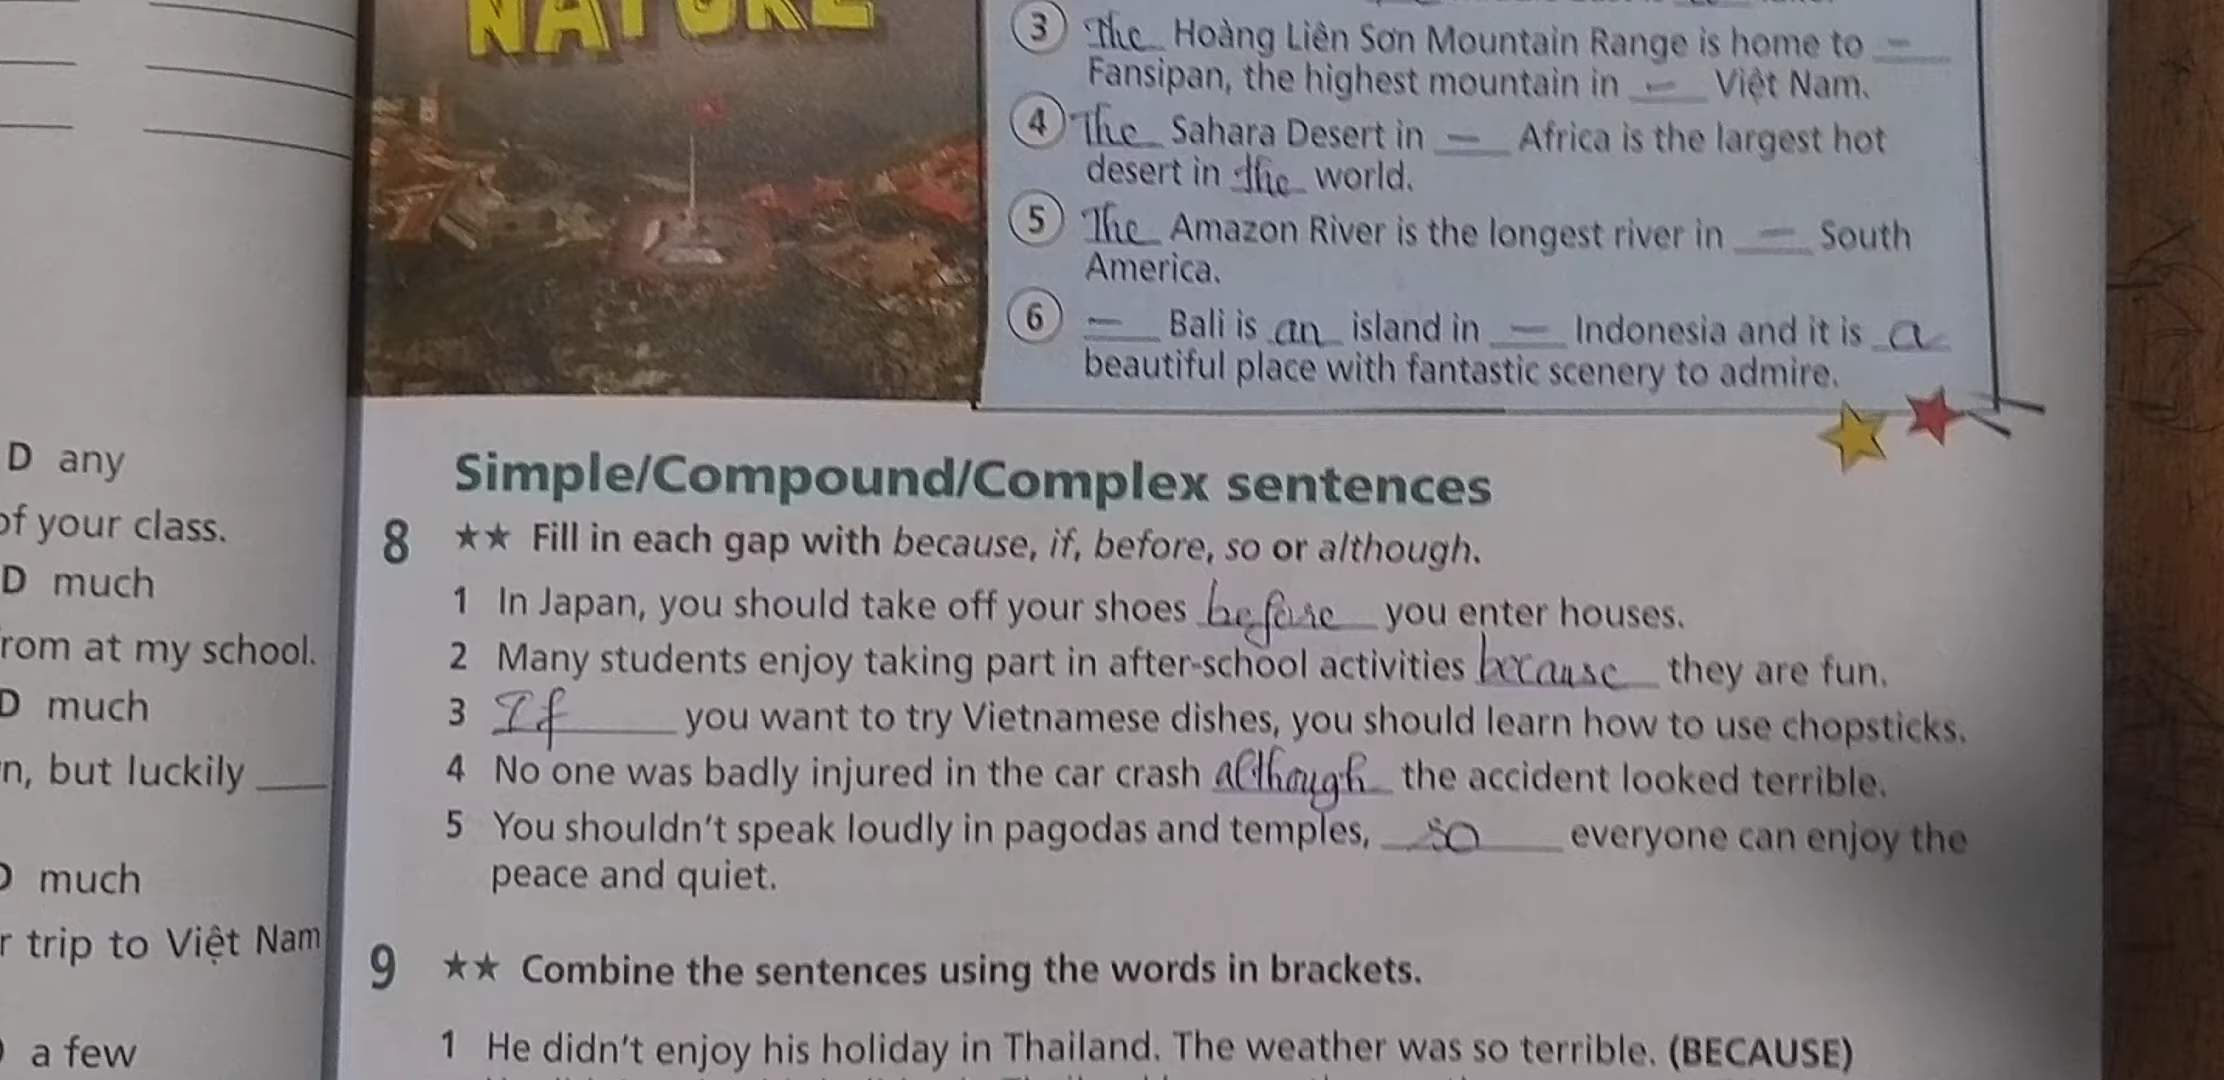 NATURE
3 The Hoàng Liên Sơn Mountain Range is home to –
Fansipan, the highest mountain in – Việt Nam.
4 The Sahara Desert in – Africa is the largest hot
desert in the world.
5 The Amazon River is the longest river in – South
America.
6 – Bali is an island in – Indonesia and it is a
beautiful place with fantastic scenery to admire.
D any
of your class.
D much
rom at my school.
D much
n, but luckily ____
D much
r trip to Việt Nam
a few
Simple/Compound/Complex sentences
8 ★★ Fill in each gap with because, if, before, so or although.
1 In Japan, you should take off your shoes before you enter houses.
2 Many students enjoy taking part in after-school activities because they are fun.
3 If you want to try Vietnamese dishes, you should learn how to use chopsticks.
4 No one was badly injured in the car crash although the accident looked terrible.
5 You shouldn't speak loudly in pagodas and temples, so everyone can enjoy the
peace and quiet.
9 ★★ Combine the sentences using the words in brackets.
1 He didn't enjoy his holiday in Thailand. The weather was so terrible. (BECAUSE)